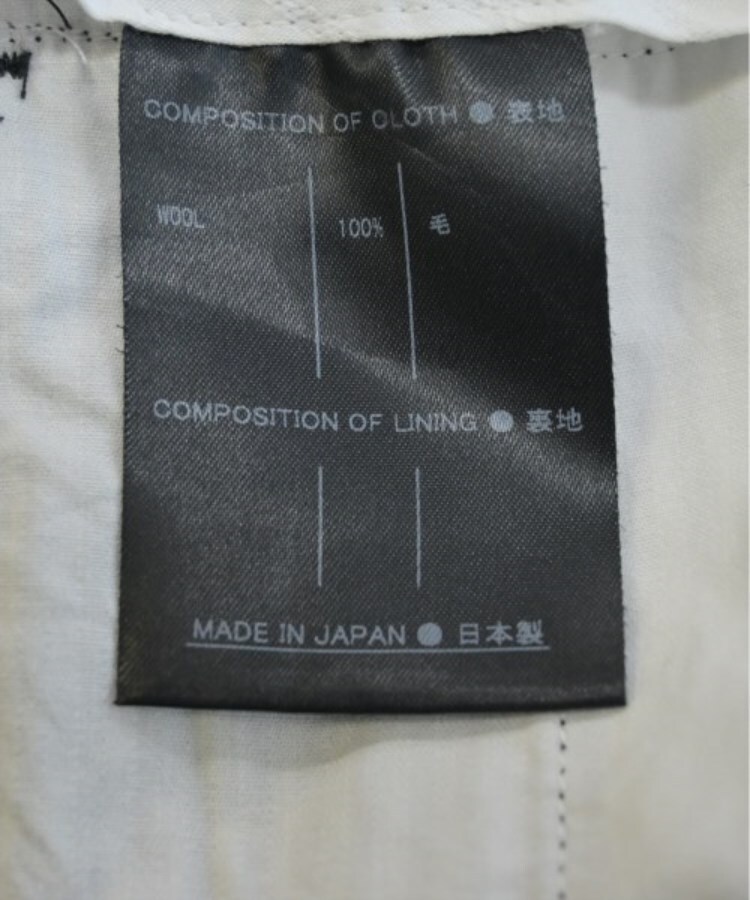 COMPOSITION OF CLOTH ● 表地
WOOL 100% 毛
COMPOSITION OF LINING ● 裏地
MADE IN JAPAN ● 日本製